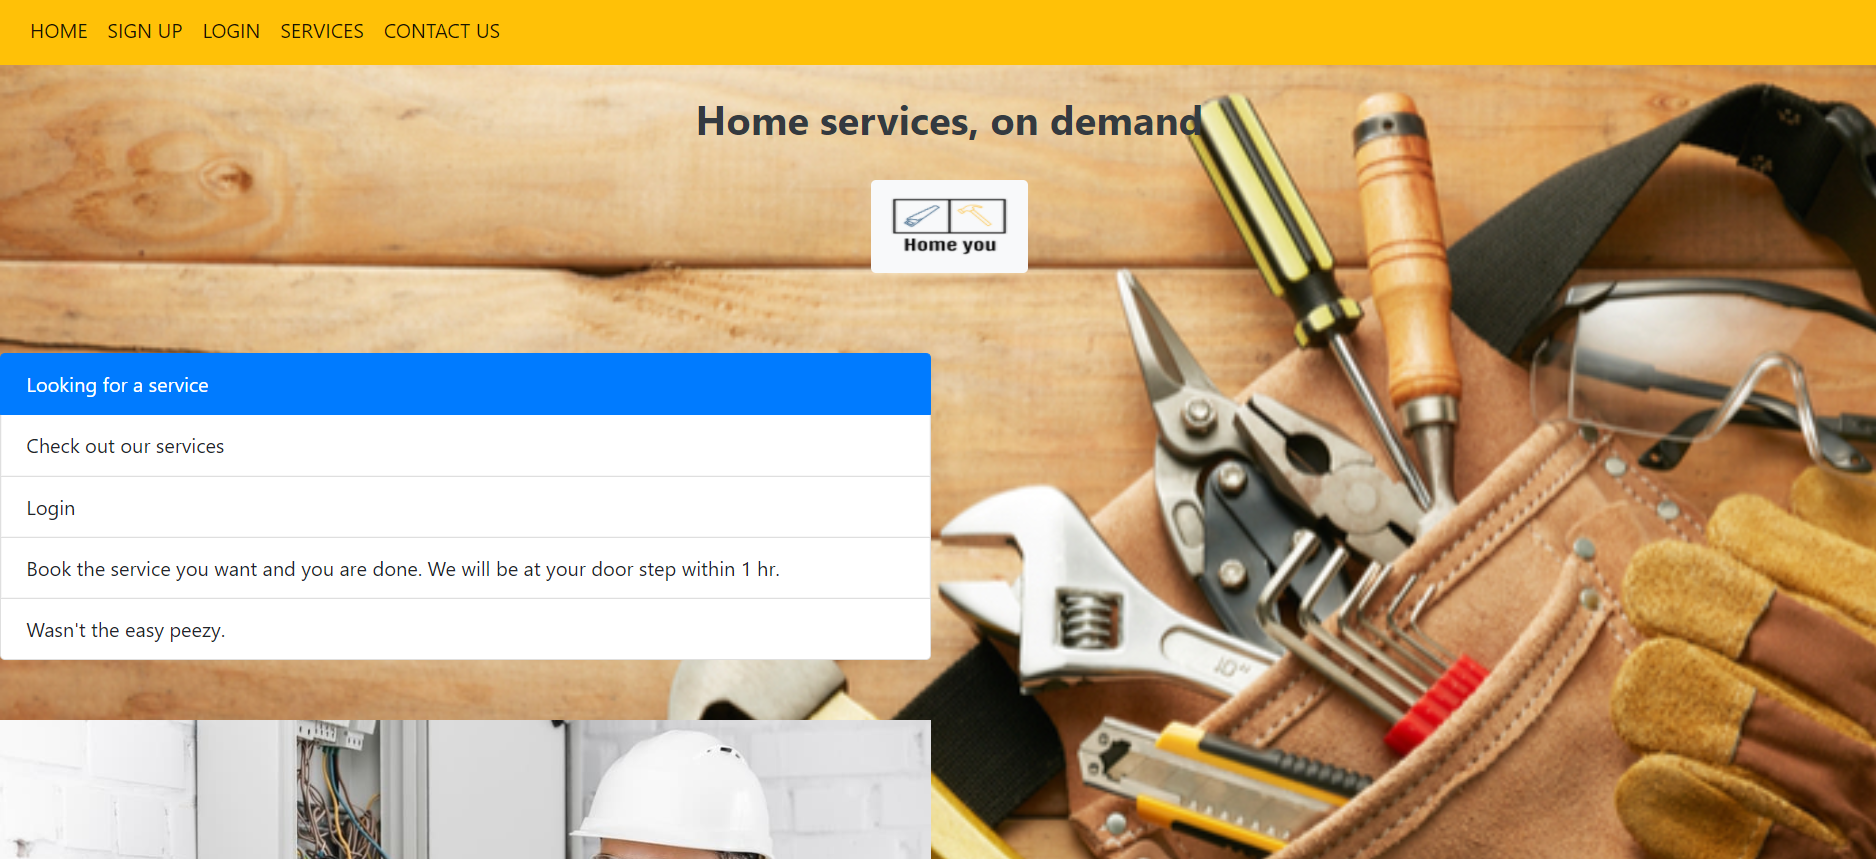 HOME SIGN UP LOGIN SERVICES CONTACT US
Home services, on demand
Home you
Looking for a service
Check out our services
Login
Book the service you want and you are done. We will be at your door step within 1 hr.
Wasn't the easy peezy.
10"